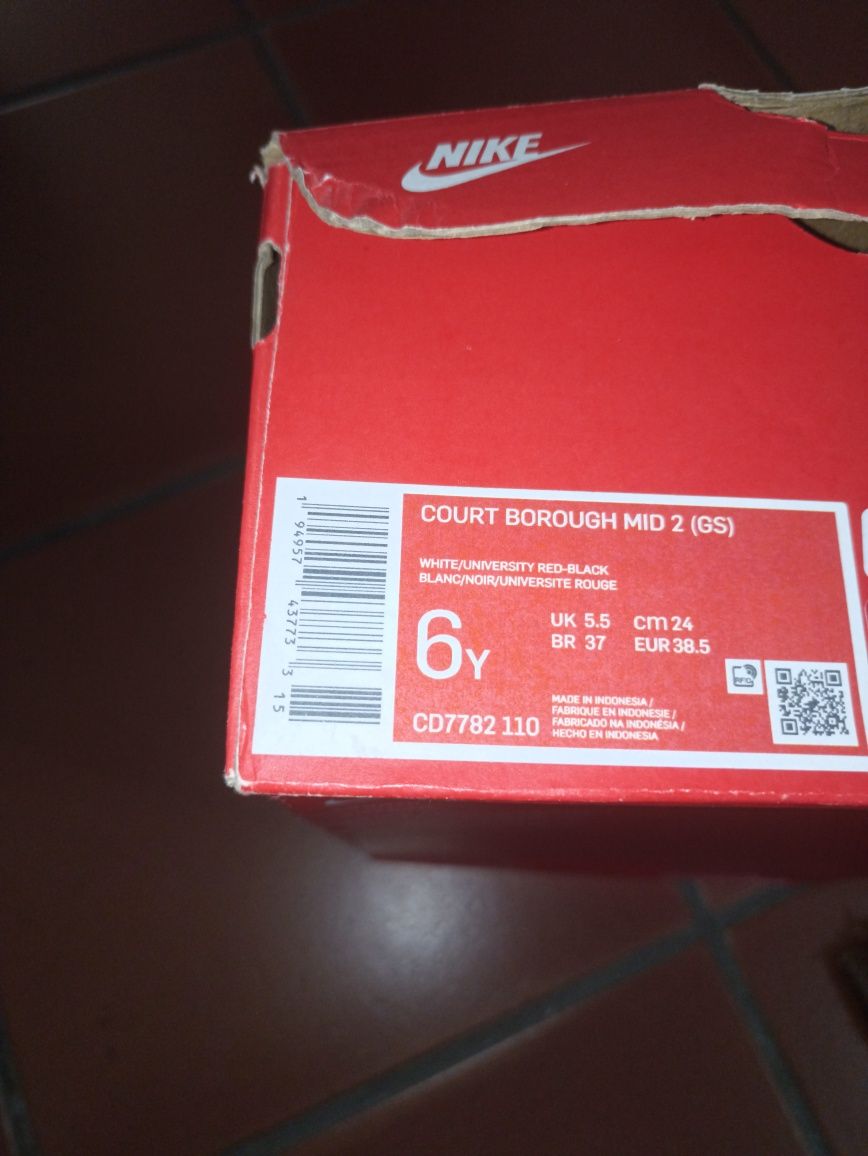 NIKE
COURT BOROUGH MID 2 (GS)
WHITE/UNIVERSITY RED-BLACK
BLANC/NOIR/UNIVERSITE ROUGE
6Y
UK 5.5 cm 24
BR 37 EUR 38.5
RFID
CD7782 110
MADE IN INDONESIA /
FABRIQUE EN INDONESIE /
FABRICADO NA INDONÉSIA /
HECHO EN INDONESIA
1 94957 43773 3 15